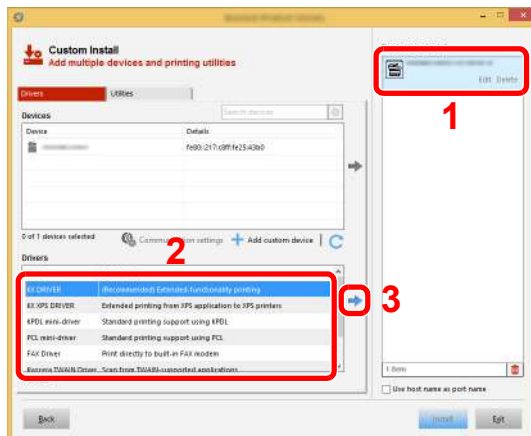 Custom Install
Add multiple devices and printing utilities
Edit Delete
1
Drivers Utilities
Devices Search devices
Device Details
fe80::217:c8ff:fe25:43b0
0 of 1 devices selected Communication settings Add custom device
2
Drivers
KX DRIVER (Recommended) Extended-functionality printing
3
KX XPS DRIVER Extended printing from XPS application to XPS printers
KPDL mini-driver Standard printing support using KPDL
PCL mini-driver Standard printing support using PCL
FAX Driver Print directly to built-in FAX modem
Kyocera TWAIN Driver Scan from TWAIN-supported applications
1 item
Use host name as port name
Back Install Exit